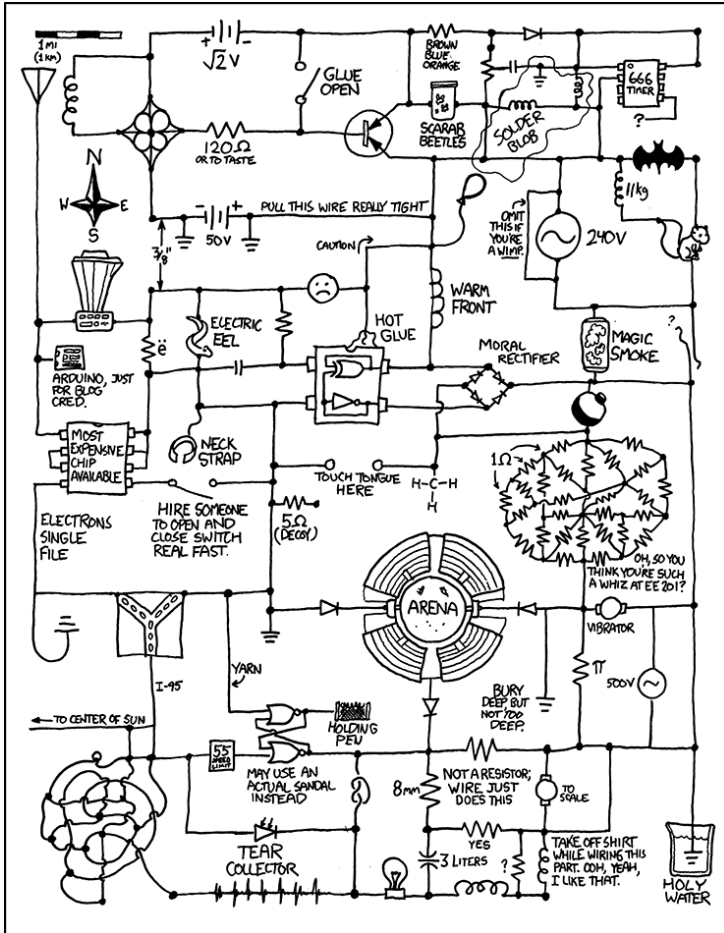 1 MI
(1 KM)
√2 V
GLUE
OPEN
BROWN
BLUE
ORANGE
666
TIMER
?
SCARAB
BEETLES
SOLDER
BLOB
120Ω
OR TO TASTE
N
W E
S
3/8"
50V
PULL THIS WIRE REALLY TIGHT
CAUTION
OMIT
THIS IF
YOU'RE
A WIMP.
240V
11kg
?
ELECTRIC
EEL
ë
HOT
GLUE
WARM
FRONT
MORAL
RECTIFIER
MAGIC
SMOKE
ARDUINO, JUST
FOR BLOG
CRED.
MOST
EXPENSIVE
CHIP
AVAILABLE
NECK
STRAP
TOUCH TONGUE
HERE
H-C-H
H
1Ω
HIRE SOMEONE
TO OPEN AND
CLOSE SWITCH
REAL FAST.
5Ω
(DECOY)
ELECTRONS
SINGLE
FILE
OH, SO YOU
THINK YOU'RE SUCH
A WHIZ AT EE 201?
ARENA
VIBRATOR
π
500V
I-95
YARN
BURY
DEEP, BUT
NOT TOO
DEEP.
TO CENTER OF SUN
55
SPEED
LIMIT
HOLDING
PEN
MAY USE AN
ACTUAL SANDAL
INSTEAD
NOT A RESISTOR;
WIRE JUST
DOES THIS
8mm
TO
SCALE
TEAR
COLLECTOR
YES
3 LITERS
?
TAKE OFF SHIRT
WHILE WIRING THIS
PART. OOH, YEAH,
I LIKE THAT.
HOLY
WATER